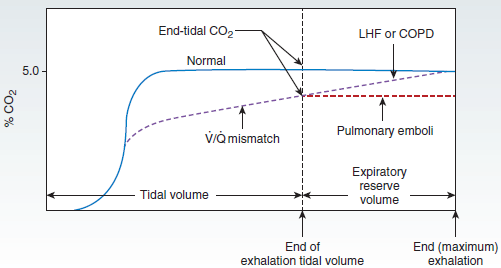 End-tidal CO2
LHF or COPD
Normal
5.0
% CO2
V̇/Q̇ mismatch
Pulmonary emboli
Tidal volume
Expiratory
reserve
volume
End of
exhalation tidal volume
End (maximum)
exhalation